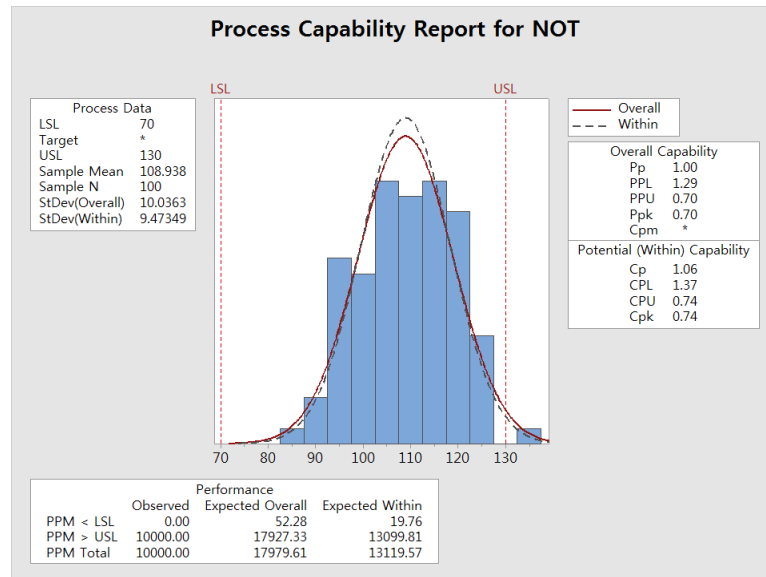 Process Capability Report for NOT
LSL
USL
Process Data
LSL 70
Target *
USL 130
Sample Mean 108.938
Sample N 100
StDev(Overall) 10.0363
StDev(Within) 9.47349
Overall
Within
Overall Capability
Pp 1.00
PPL 1.29
PPU 0.70
Ppk 0.70
Cpm *
Potential (Within) Capability
Cp 1.06
CPL 1.37
CPU 0.74
Cpk 0.74
70 80 90 100 110 120 130
Performance
Observed Expected Overall Expected Within
PPM < LSL 0.00 52.28 19.76
PPM > USL 10000.00 17927.33 13099.81
PPM Total 10000.00 17979.61 13119.57